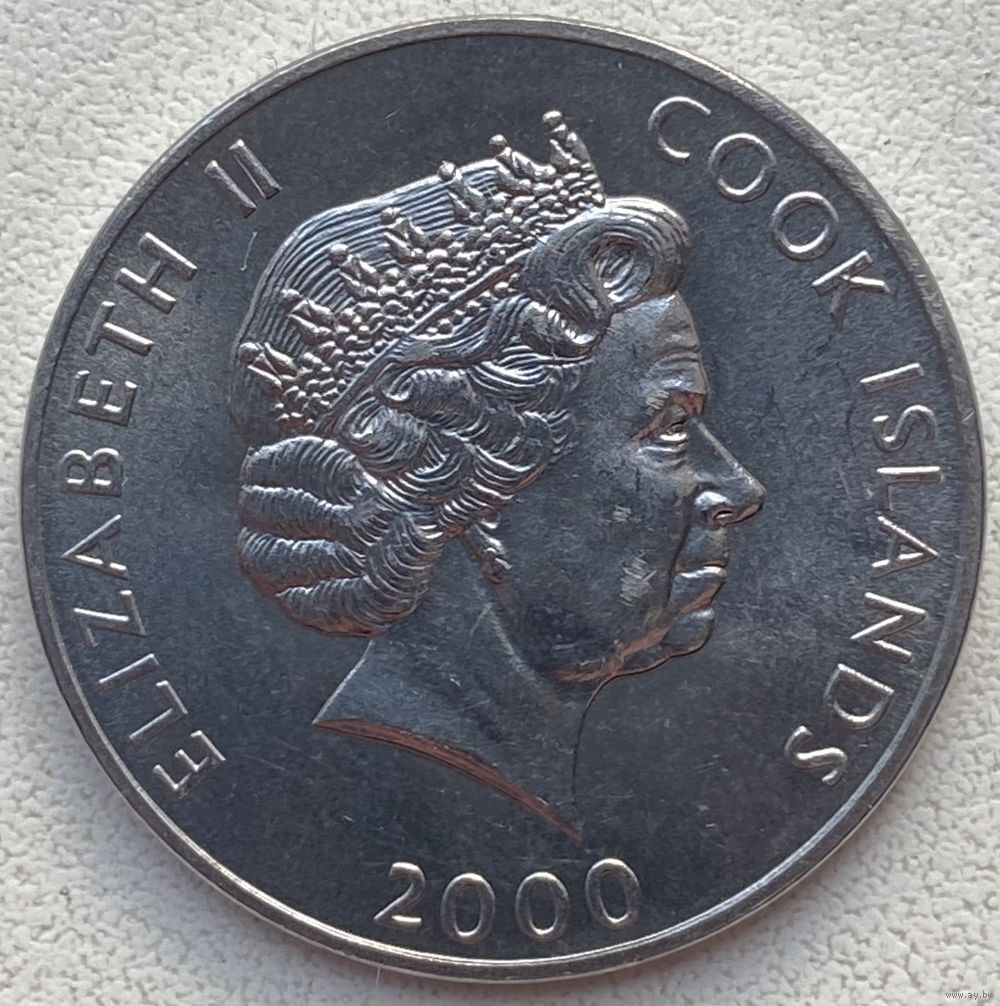 ELIZABETH II
COOK ISLANDS
2000
www.ay.by